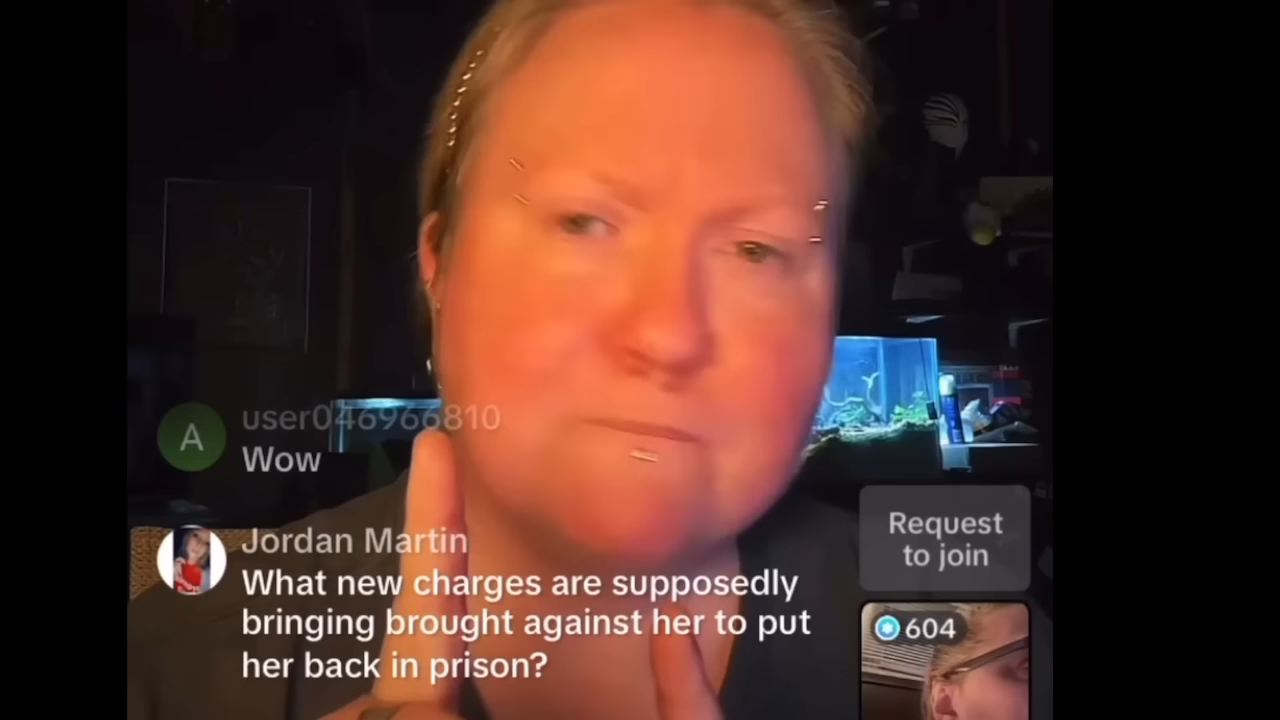 user046966810
A
Wow
Jordan Martin
What new charges are supposedly
bringing brought against her to put
her back in prison?
Request
to join
604